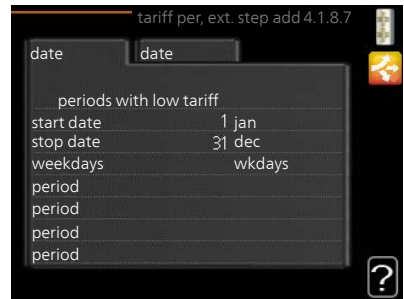 tariff per, ext. step add 4.1.8.7
date date
periods with low tariff
start date 1 jan
stop date 31 dec
weekdays wkdays
period
period
period
period
?